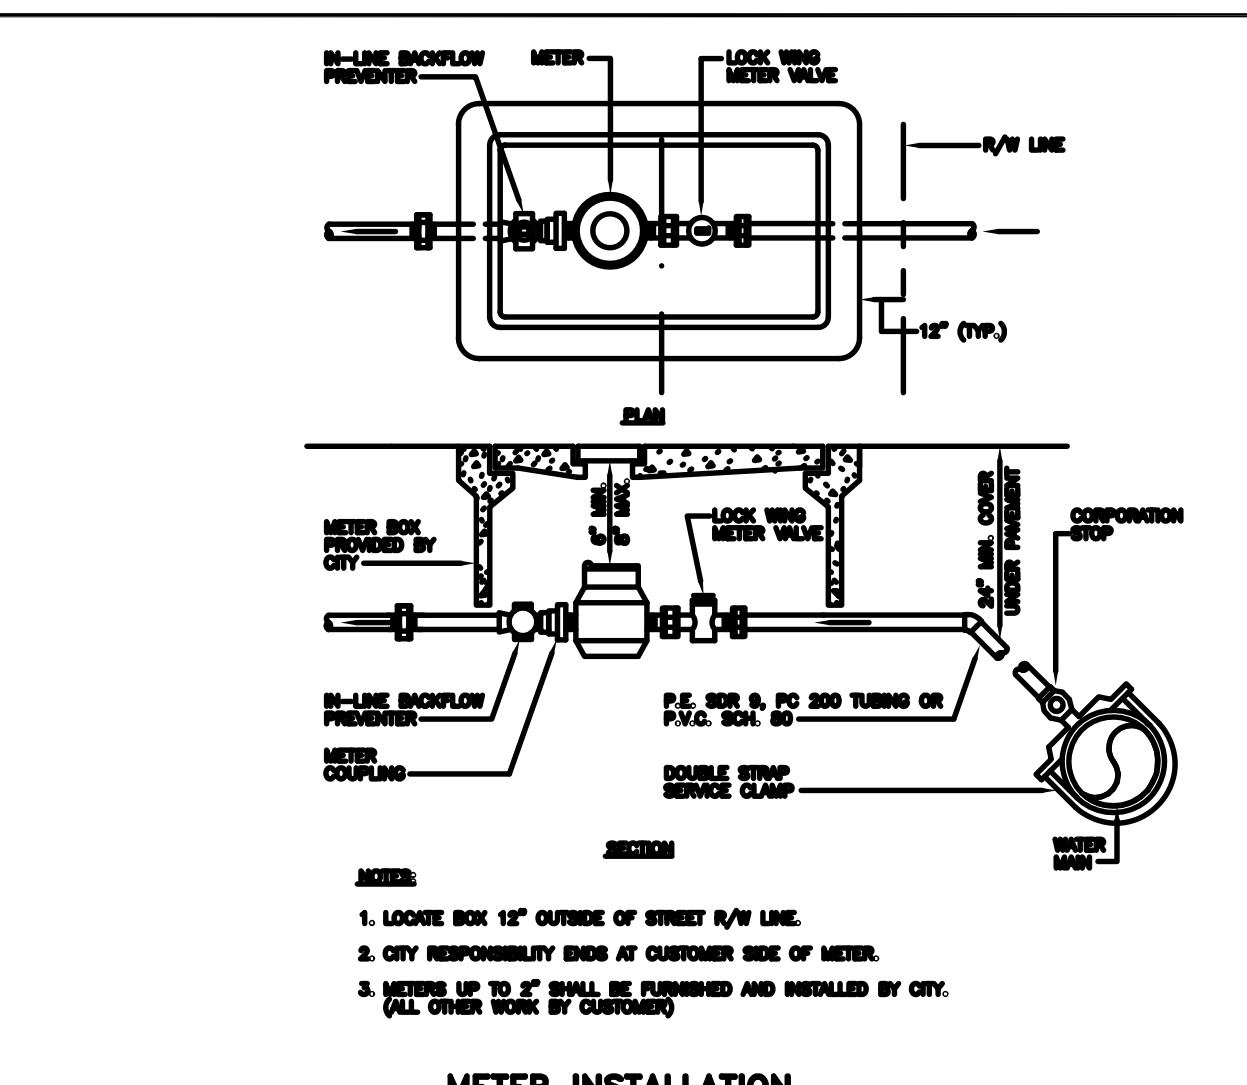 IN-LINE BACKFLOW
PREVENTER
METER
LOCK WING
METER VALVE
R/W LINE
12" (TYP.)
PLAN
6" MIN.
8" MAX.
24" MIN. COVER
UNDER PAVEMENT
LOCK WING
METER VALVE
CORPORATION
STOP
METER BOX
PROVIDED BY
CITY
IN-LINE BACKFLOW
PREVENTER
METER
COUPLING
P.E. SDR 9, PC 200 TUBING OR
P.V.C. SCH. 80
DOUBLE STRAP
SERVICE CLAMP
WATER
MAIN
SECTION
NOTES:
1. LOCATE BOX 12" OUTSIDE OF STREET R/W LINE.
2. CITY RESPONSIBILITY ENDS AT CUSTOMER SIDE OF METER.
3. METERS UP TO 2" SHALL BE FURNISHED AND INSTALLED BY CITY.
(ALL OTHER WORK BY CUSTOMER)
METER INSTALLATION